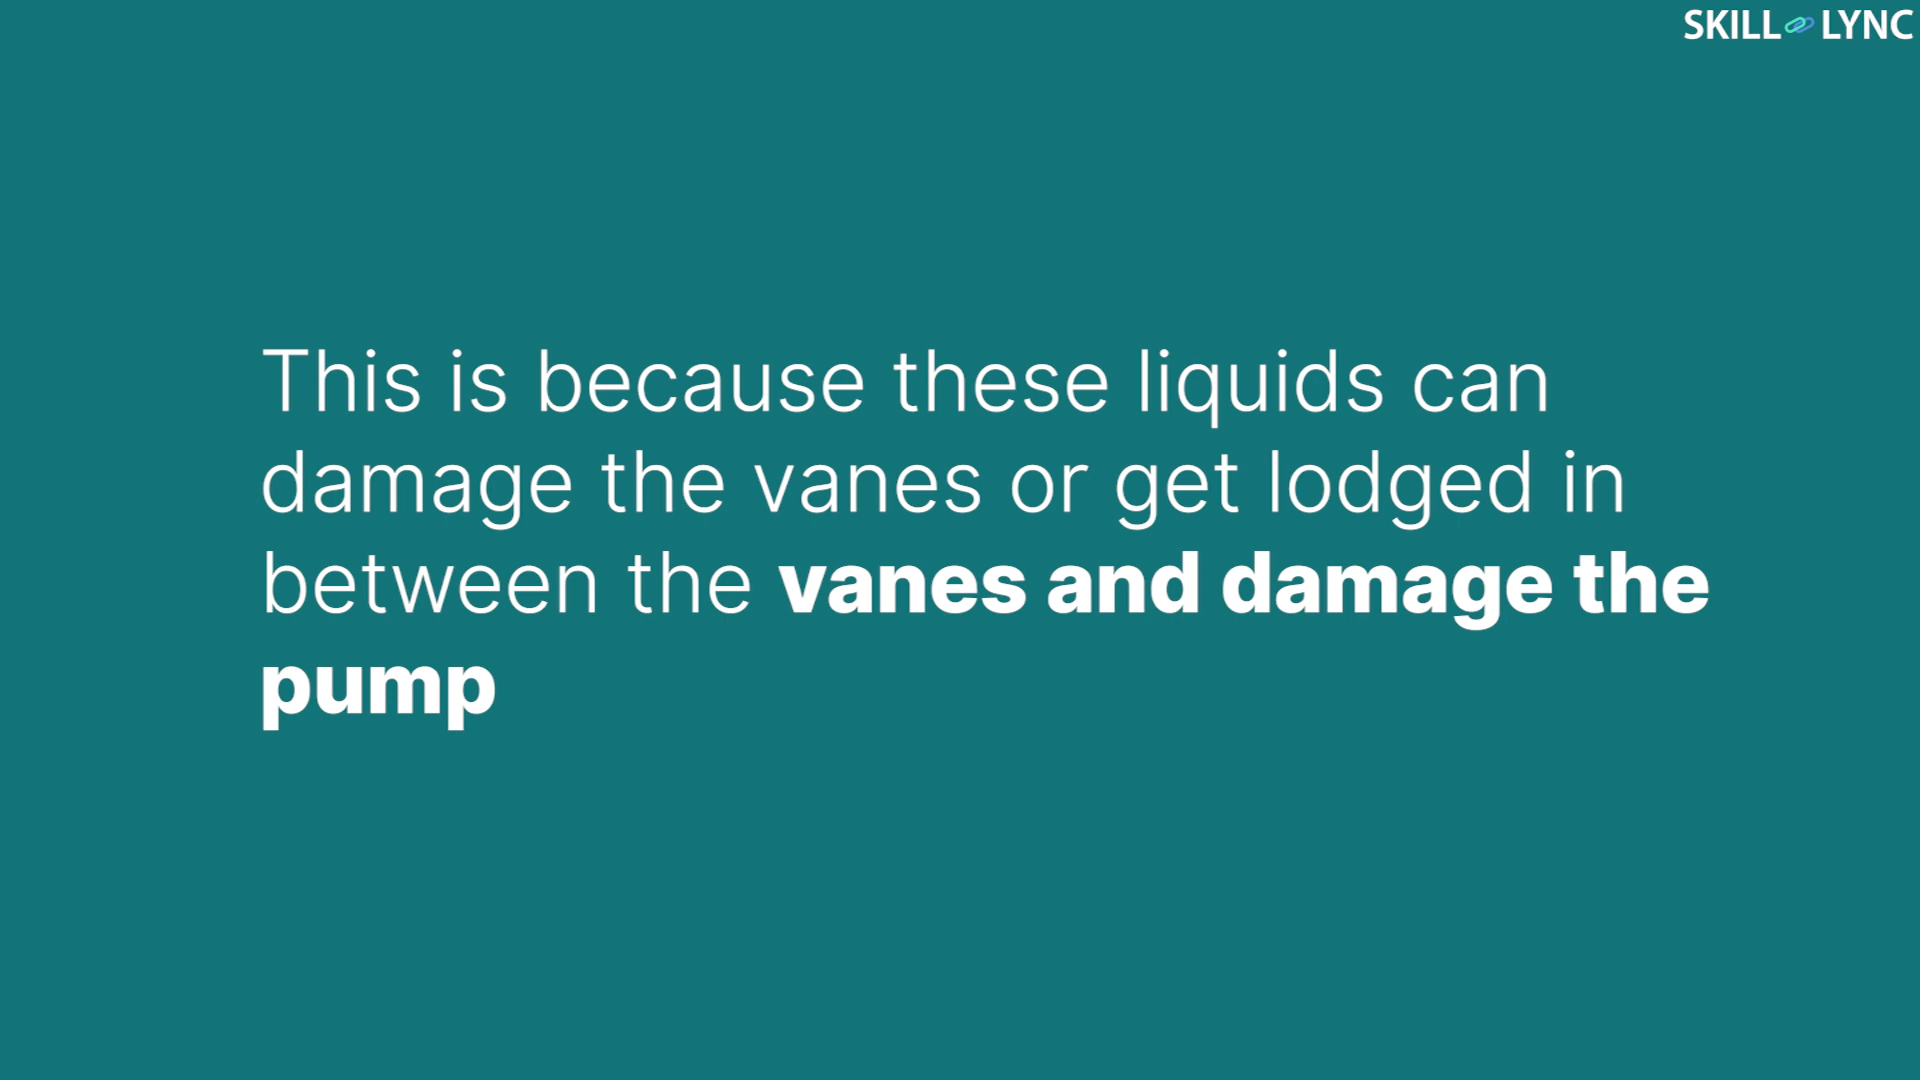 SKILL LYNC
This is because these liquids can
damage the vanes or get lodged in
between the vanes and damage the
pump